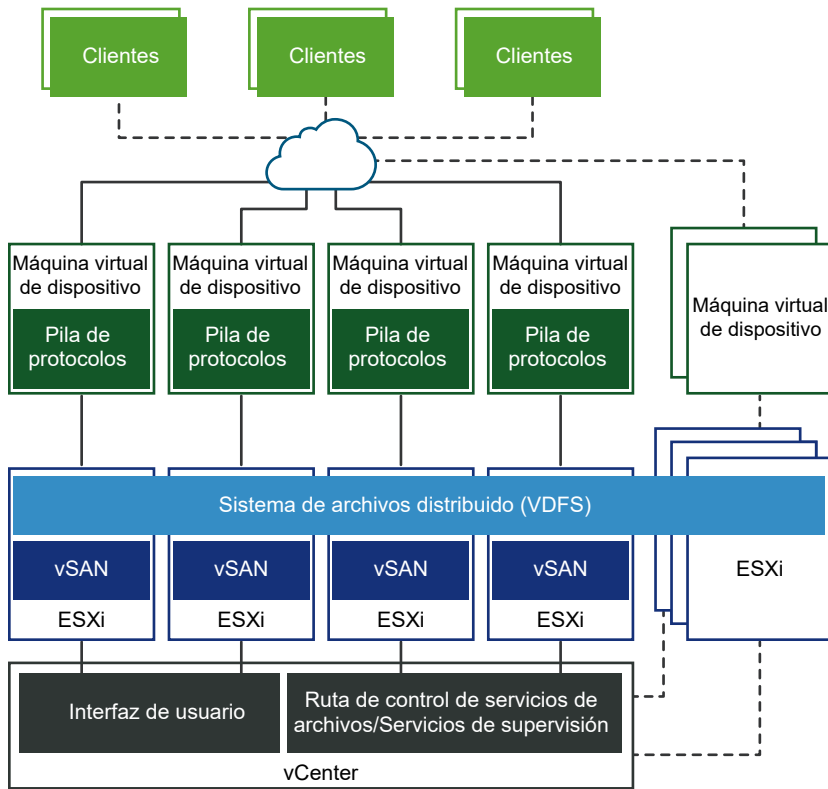 Clientes
Clientes
Clientes
Máquina virtual
de dispositivo
Pila de
protocolos
Máquina virtual
de dispositivo
Pila de
protocolos
Máquina virtual
de dispositivo
Pila de
protocolos
Máquina virtual
de dispositivo
Pila de
protocolos
Máquina virtual
de dispositivo
Sistema de archivos distribuido (VDFS)
vSAN
ESXi
vSAN
ESXi
vSAN
ESXi
vSAN
ESXi
ESXi
Interfaz de usuario
Ruta de control de servicios de
archivos/Servicios de supervisión
vCenter